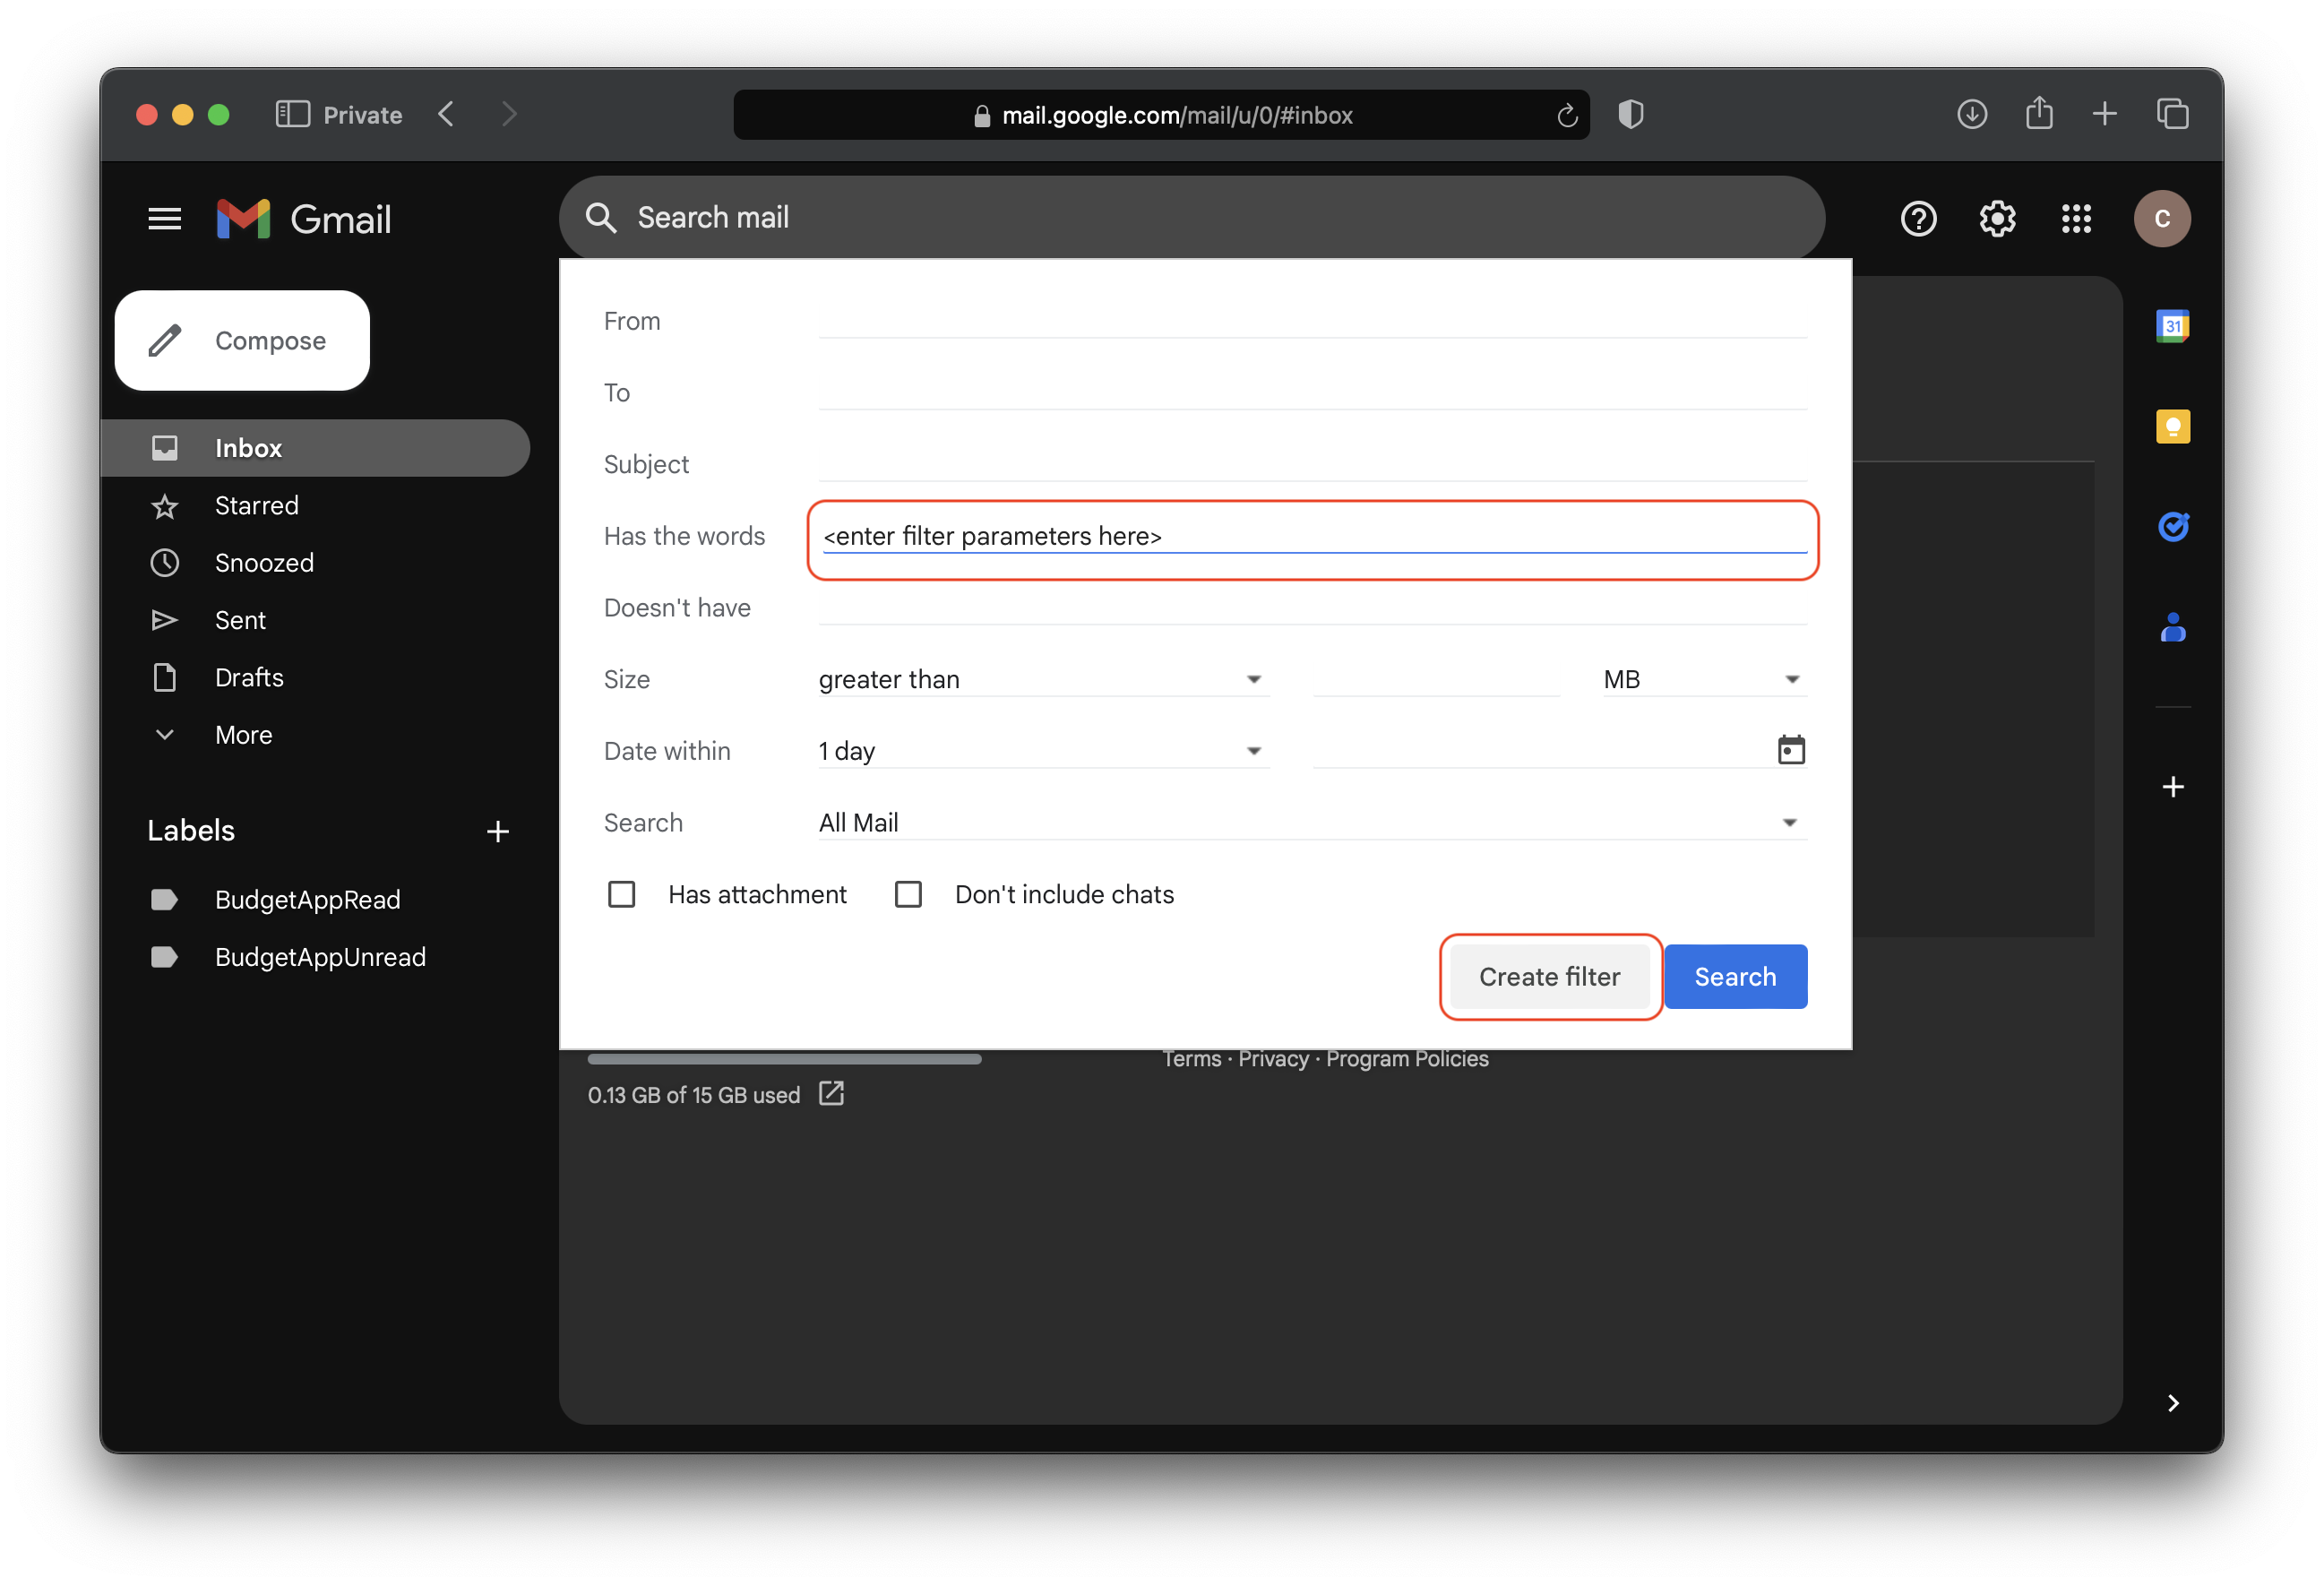 Private
mail.google.com/mail/u/0/#inbox
Gmail
Search mail
C
Compose
Inbox
Starred
Snoozed
Sent
Drafts
More
Labels
BudgetAppRead
BudgetAppUnread
From
To
Subject
Has the words <enter filter parameters here>
Doesn't have
Size greater than MB
Date within 1 day
Search All Mail
Has attachment Don't include chats
Create filter Search
Terms · Privacy · Program Policies
0.13 GB of 15 GB used
31